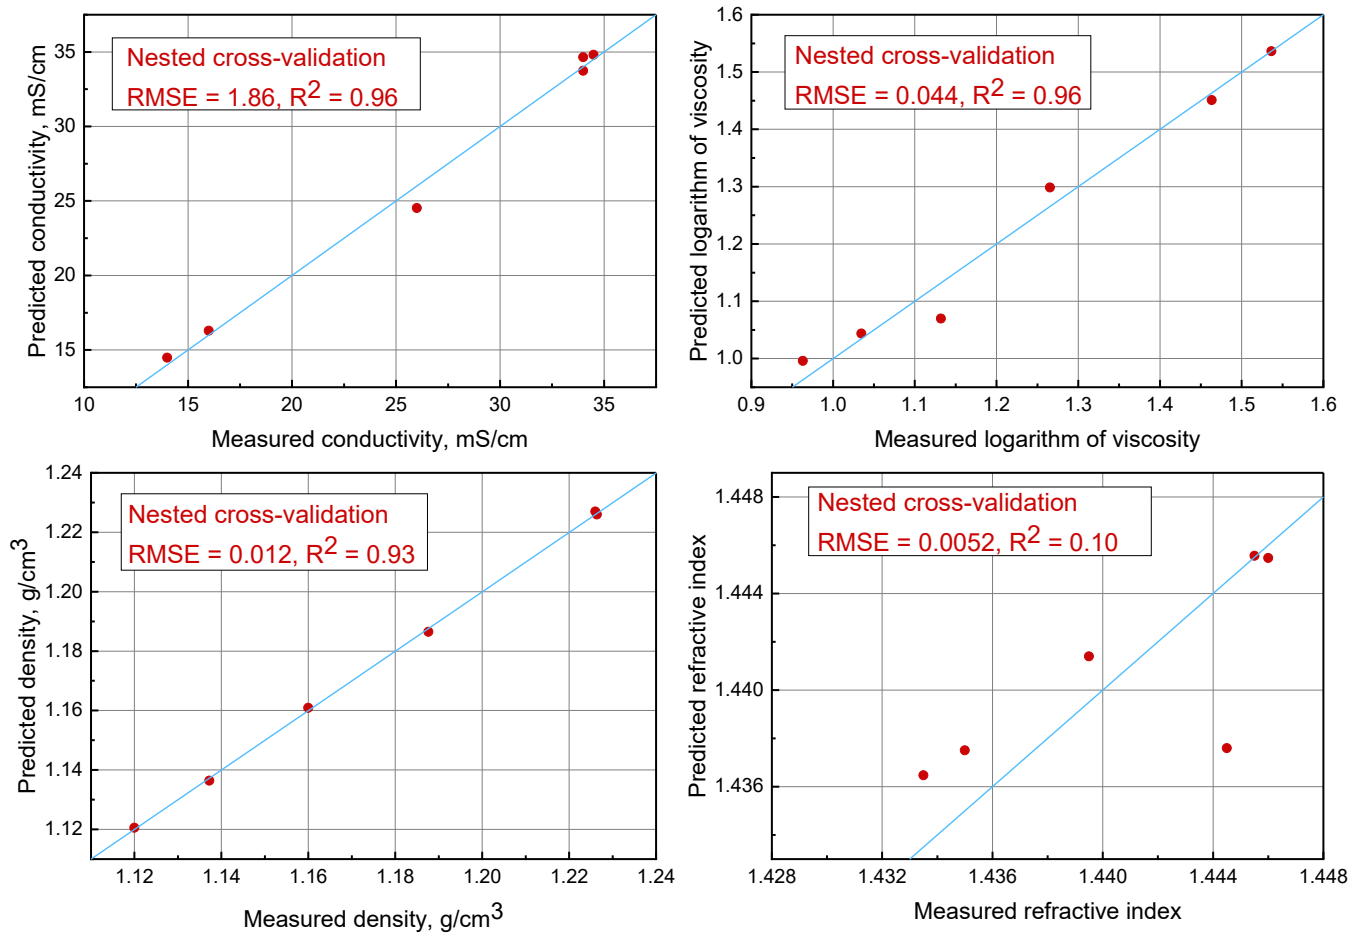 Nested cross-validation
RMSE = 1.86, R² = 0.96
Predicted conductivity, mS/cm
35
30
25
20
15
10 15 20 25 30 35
Measured conductivity, mS/cm
Nested cross-validation
RMSE = 0.044, R² = 0.96
Predicted logarithm of viscosity
1.6
1.5
1.4
1.3
1.2
1.1
1.0
0.9 1.0 1.1 1.2 1.3 1.4 1.5 1.6
Measured logarithm of viscosity
Nested cross-validation
RMSE = 0.012, R² = 0.93
Predicted density, g/cm³
1.24
1.22
1.20
1.18
1.16
1.14
1.12
1.12 1.14 1.16 1.18 1.20 1.22 1.24
Measured density, g/cm³
Nested cross-validation
RMSE = 0.0052, R² = 0.10
Predicted refractive index
1.448
1.444
1.440
1.436
1.428 1.432 1.436 1.440 1.444 1.448
Measured refractive index